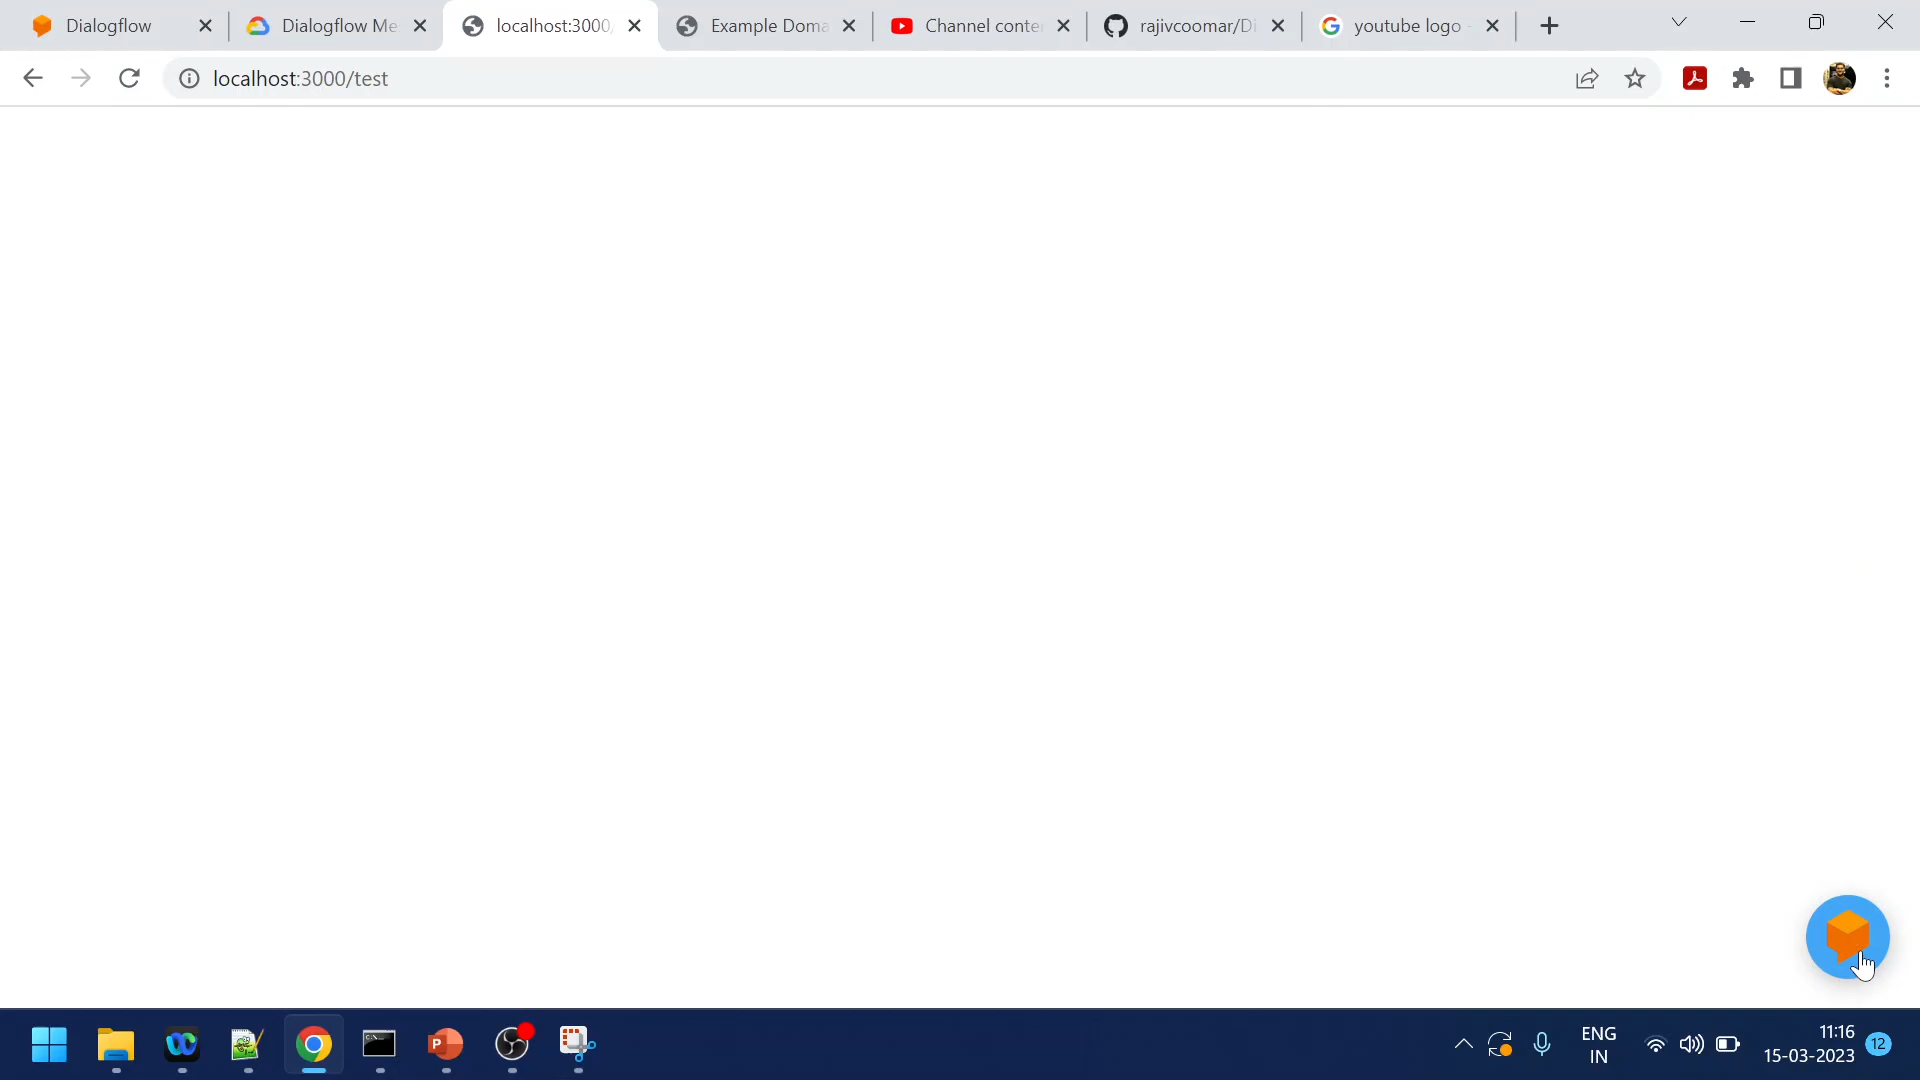 Dialogflow
Dialogflow Me
localhost:3000
Example Doma
Channel conte
rajivcoomar/Di
youtube logo -
localhost:3000/test
ENG
IN
11:16
15-03-2023
12